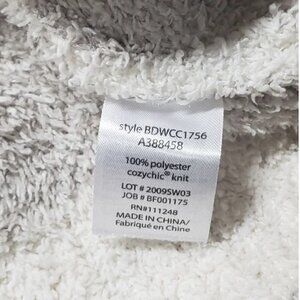 style BDWCC1756
A388458
100% polyester
cozychic® knit
LOT # 2009SW03
JOB # BF001175
RN#111248
MADE IN CHINA/
Fabriqué en Chine